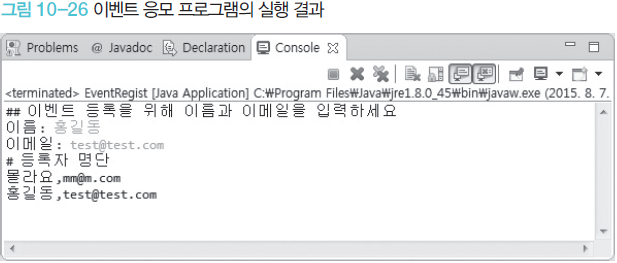 그림 10-26 이벤트 응모 프로그램의 실행 결과
Problems @ Javadoc Declaration Console
<terminated> EventRegist [Java Application] C:₩Program Files₩Java₩jre1.8.0_45₩bin₩javaw.exe (2015. 8. 7.
## 이벤트 등록을 위해 이름과 이메일을 입력하세요
이름: 홍길동
이메일: test@test.com
# 등록자 명단
몰라요,mm@m.com
홍길동,test@test.com